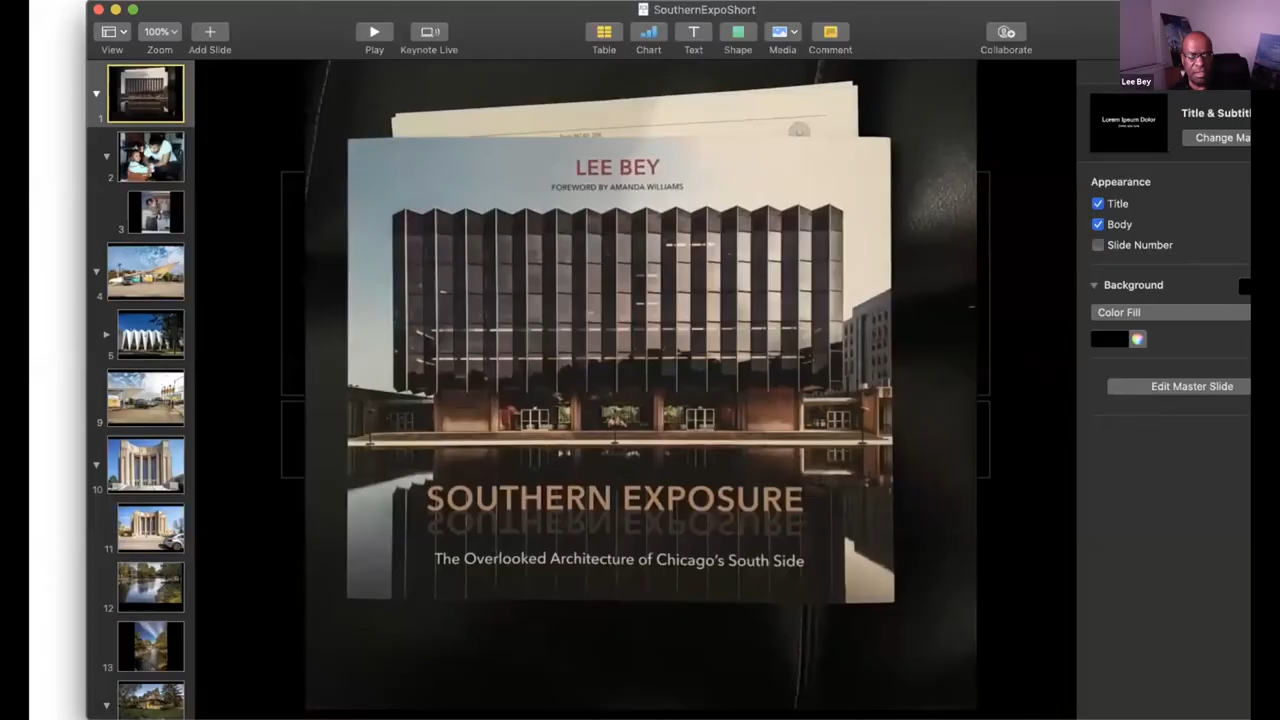 SouthernExpoShort
100%
View
Zoom
Add Slide
Play
Keynote Live
Table
Chart
Text
Shape
Media
Comment
Collaborate
Lee Bey
1
2
3
4
5
9
10
11
12
13
LEE BEY
FOREWORD BY AMANDA WILLIAMS
SOUTHERN EXPOSURE
The Overlooked Architecture of Chicago's South Side
Lorem Ipsum Dolor
Title & Subtitl
Change Ma
Appearance
Title
Body
Slide Number
Background
Color Fill
Edit Master Slide